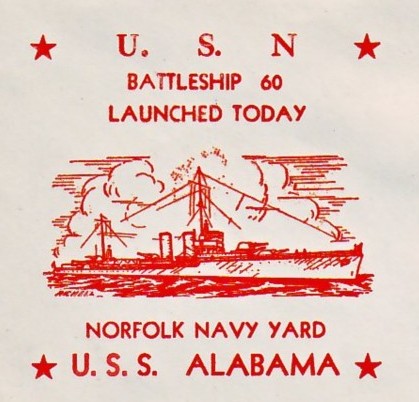 ★ U. S. N ★
BATTLESHIP 60
LAUNCHED TODAY
NORFOLK NAVY YARD
★ U.S.S. ALABAMA ★